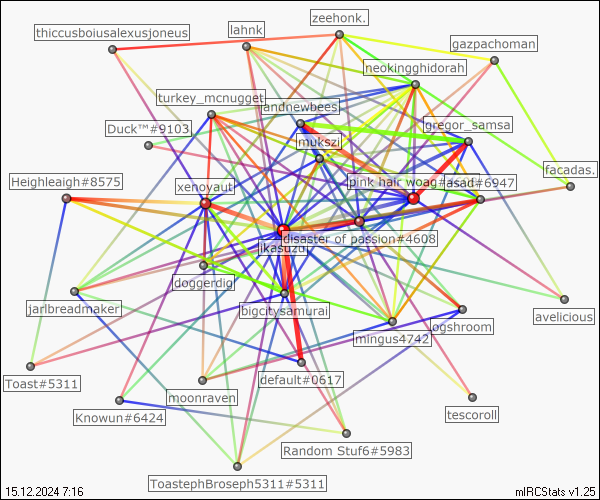 zeehonk.
lahnk
thiccusboiusalexusjoneus
gazpachoman
neokingghidorah
turkey_mcnugget
andnewbees
gregor_samsa
Duck™#9103
mukszi
facadas.
Heighleagh#8575
xenoyaut
pink hair woag#
asad#6947
disaster of passion#4608
ikasuzu
doggerdig
jarlbreadmaker
bigcitysamurai
avelicious
ogshroom
mingus4742
Toast#5311
default#0617
moonraven
Knowun#6424
tescoroll
Random Stuf6#5983
ToastephBroseph5311#5311
15.12.2024 7:16
mIRCStats v1.25